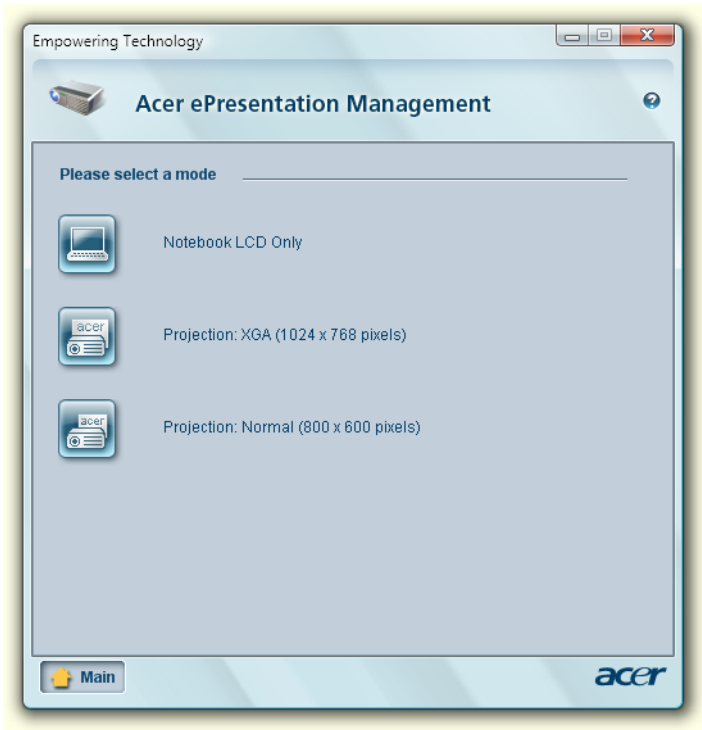 Empowering Technology
Acer ePresentation Management
Please select a mode
Notebook LCD Only
acer
Projection: XGA (1024 x 768 pixels)
acer
Projection: Normal (800 x 600 pixels)
Main
acer